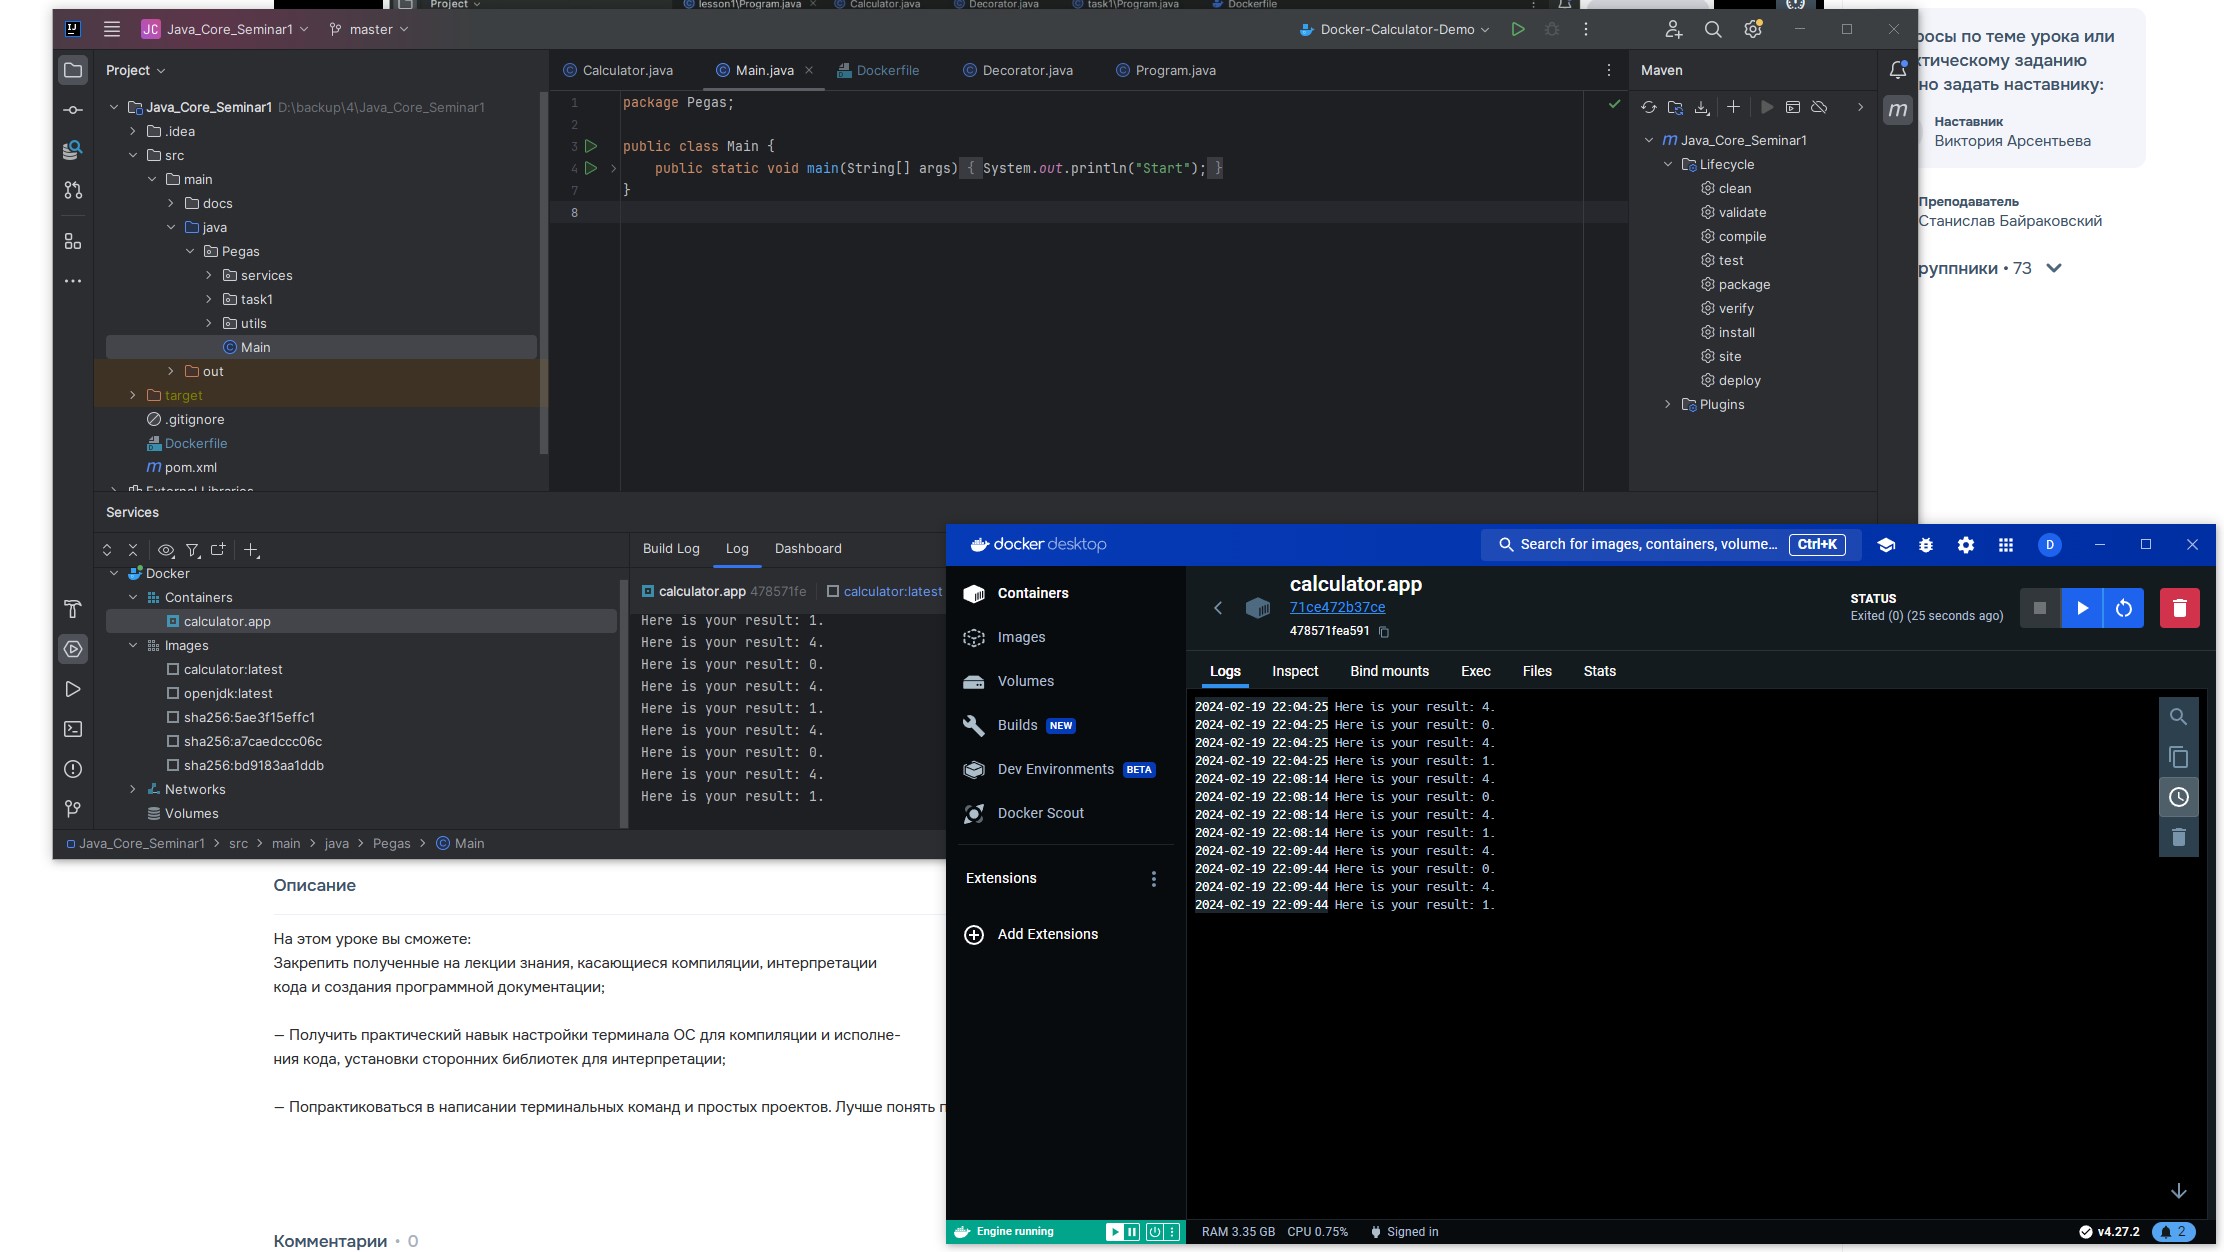 Project
lesson1\Program.java
Calculator.java
Decorator.java
task1\Program.java
Dockerfile
JC
Java_Core_Seminar1
master
Docker-Calculator-Demo
Project
Java_Core_Seminar1 D:\backup\4\Java_Core_Seminar1
.idea
src
main
docs
java
Pegas
services
task1
utils
Main
out
target
.gitignore
Dockerfile
pom.xml
External Libraries
Calculator.java
Main.java
Dockerfile
Decorator.java
Program.java
1 package Pegas;
2
3 public class Main {
4 public static void main(String[] args) { System.out.println("Start"); }
7 }
8
Maven
Java_Core_Seminar1
Lifecycle
clean
validate
compile
test
package
verify
install
site
deploy
Plugins
росы по теме урока или
ктическому заданию
но задать наставнику:
Наставник
Виктория Арсентьева
Преподаватель
Станислав Байраковский
руппники • 73
Services
Docker
Containers
calculator.app
Images
calculator:latest
openjdk:latest
sha256:5ae3f15effc1
sha256:a7caedccc06c
sha256:bd9183aa1ddb
Networks
Volumes
Build Log
Log
Dashboard
calculator.app 478571fe
calculator:latest
Here is your result: 1.
Here is your result: 4.
Here is your result: 0.
Here is your result: 4.
Here is your result: 1.
Here is your result: 4.
Here is your result: 0.
Here is your result: 4.
Here is your result: 1.
Java_Core_Seminar1 > src > main > java > Pegas > Main
docker desktop
Search for images, containers, volume... Ctrl+K
D
Containers
Images
Volumes
Builds NEW
Dev Environments BETA
Docker Scout
Extensions
Add Extensions
calculator.app
71ce472b37ce
478571fea591
STATUS
Exited (0) (25 seconds ago)
Logs
Inspect
Bind mounts
Exec
Files
Stats
2024-02-19 22:04:25 Here is your result: 4.
2024-02-19 22:04:25 Here is your result: 0.
2024-02-19 22:04:25 Here is your result: 4.
2024-02-19 22:04:25 Here is your result: 1.
2024-02-19 22:08:14 Here is your result: 4.
2024-02-19 22:08:14 Here is your result: 0.
2024-02-19 22:08:14 Here is your result: 4.
2024-02-19 22:08:14 Here is your result: 1.
2024-02-19 22:09:44 Here is your result: 4.
2024-02-19 22:09:44 Here is your result: 0.
2024-02-19 22:09:44 Here is your result: 4.
2024-02-19 22:09:44 Here is your result: 1.
Engine running
RAM 3.35 GB CPU 0.75% Signed in
v4.27.2
2
Описание
На этом уроке вы сможете:
Закрепить полученные на лекции знания, касающиеся компиляции, интерпретации
кода и создания программной документации;
— Получить практический навык настройки терминала ОС для компиляции и исполне-
ния кода, установки сторонних библиотек для интерпретации;
— Попрактиковаться в написании терминальных команд и простых проектов. Лучше понять п
Комментарии • 0